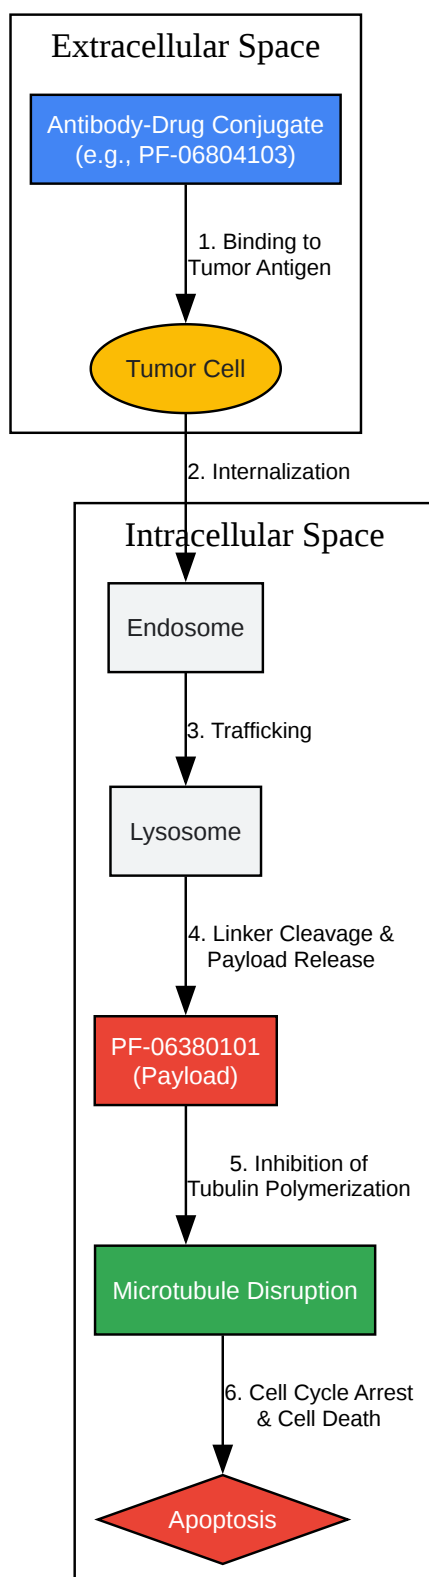 Extracellular Space
Antibody-Drug Conjugate
(e.g., PF-06804103)
1. Binding to
Tumor Antigen
Tumor Cell
2. Internalization
Intracellular Space
Endosome
3. Trafficking
Lysosome
4. Linker Cleavage &
Payload Release
PF-06380101
(Payload)
5. Inhibition of
Tubulin Polymerization
Microtubule Disruption
6. Cell Cycle Arrest
& Cell Death
Apoptosis